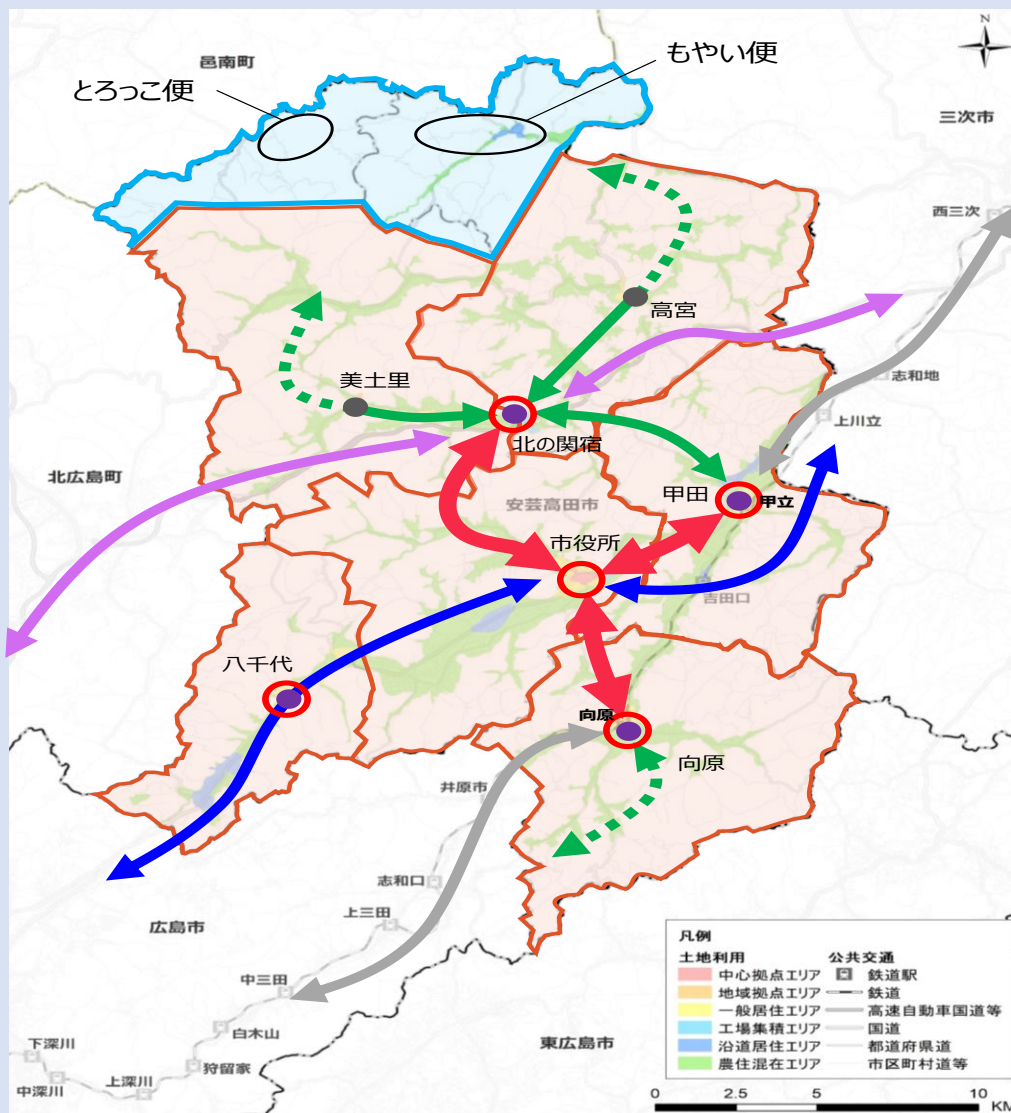 N
邑南町
もやい便
とろっこ便
三次市
西三次
高宮
志和地
美土里
上川立
北の関宿
北広島町
甲田
甲立
安芸高田市
市役所
吉田口
八千代
向原
向原
井原市
志和口
広島市
上三田
中三田
白木山
東広島市
下深川
狩留家
中深川
上深川
凡例
土地利用
公共交通
中心拠点エリア
鉄道駅
地域拠点エリア
鉄道
一般居住エリア
高速自動車国道等
工場集積エリア
国道
沿道居住エリア
都道府県道
農住混在エリア
市区町村道等
0 2.5 5 10
KM